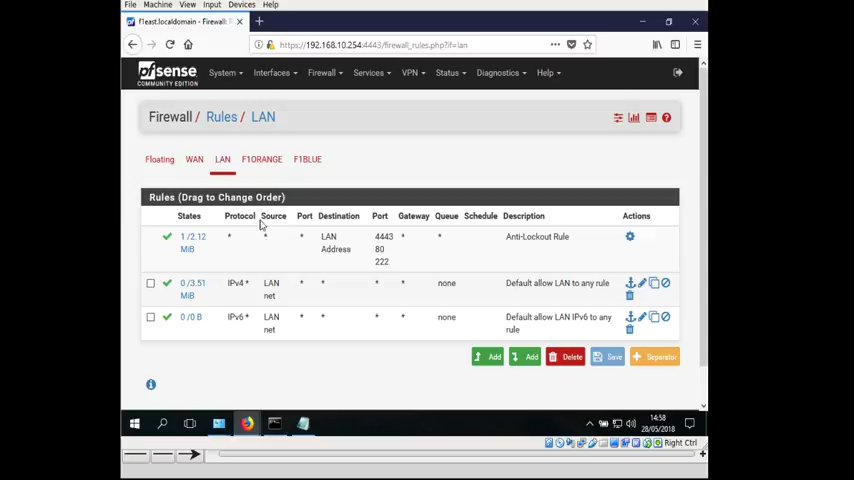 File Machine View Input Devices Help
f1east.localdomain - Firewall: R
https://192.168.10.254:4443/firewall_rules.php?if=lan
pfsense
COMMUNITY EDITION
System Interfaces Firewall Services VPN Status Diagnostics Help
Firewall / Rules / LAN
Floating WAN LAN F1ORANGE F1BLUE
Rules (Drag to Change Order)
States Protocol Source Port Destination Port Gateway Queue Schedule Description Actions
1 /2.12 * * * LAN 4443 * * Anti-Lockout Rule
MiB Address 80
222
0 /3.51 IPv4 * LAN * * * * none Default allow LAN to any rule
MiB net
0 /0 B IPv6 * LAN * * * * none Default allow LAN IPv6 to any
net rule
Add Add Delete Save Separator
14:58
28/05/2018
Right Ctrl